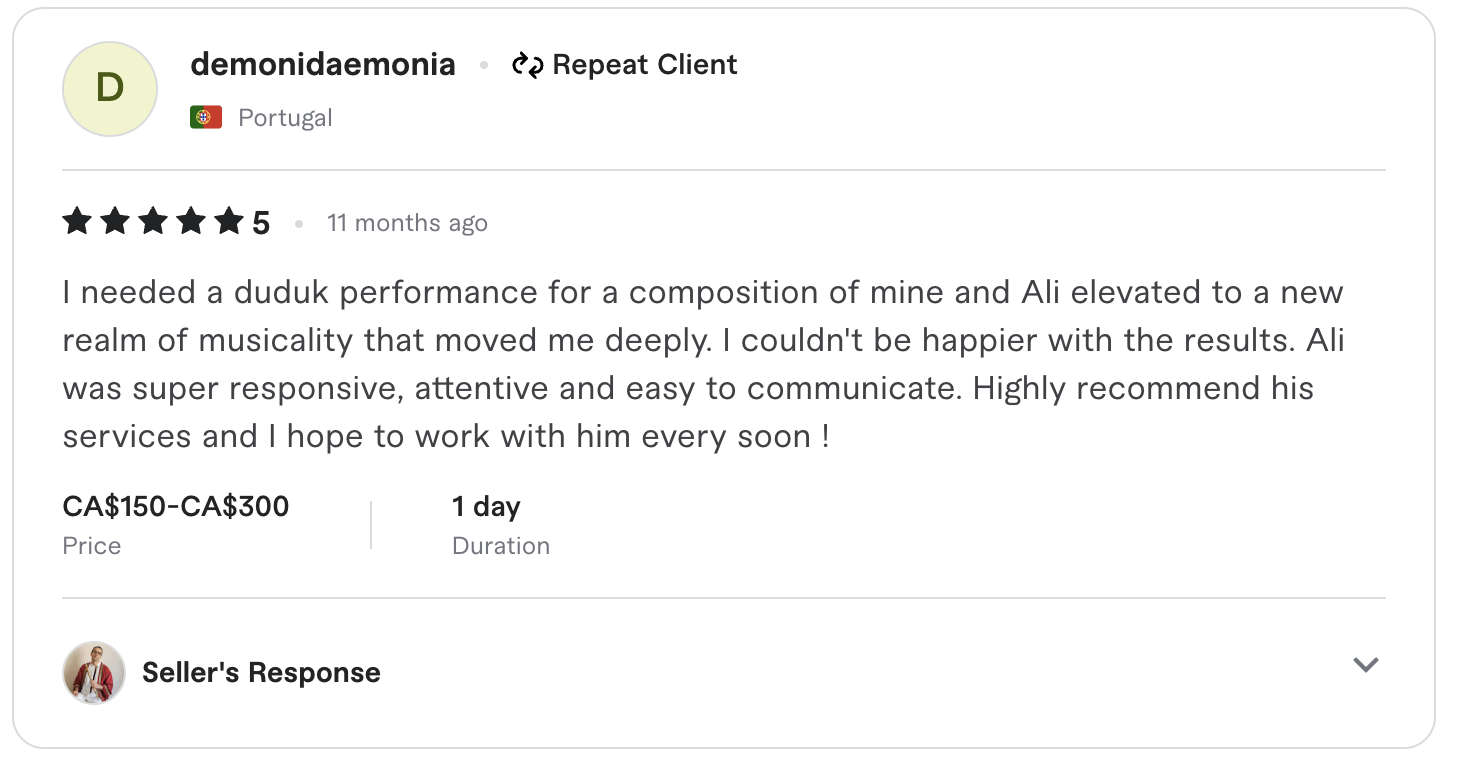 D
demonidaemonia
Repeat Client
Portugal
5
11 months ago
I needed a duduk performance for a composition of mine and Ali elevated to a new
realm of musicality that moved me deeply. I couldn't be happier with the results. Ali
was super responsive, attentive and easy to communicate. Highly recommend his
services and I hope to work with him every soon !
CA$150-CA$300
1 day
Price
Duration
Seller's Response